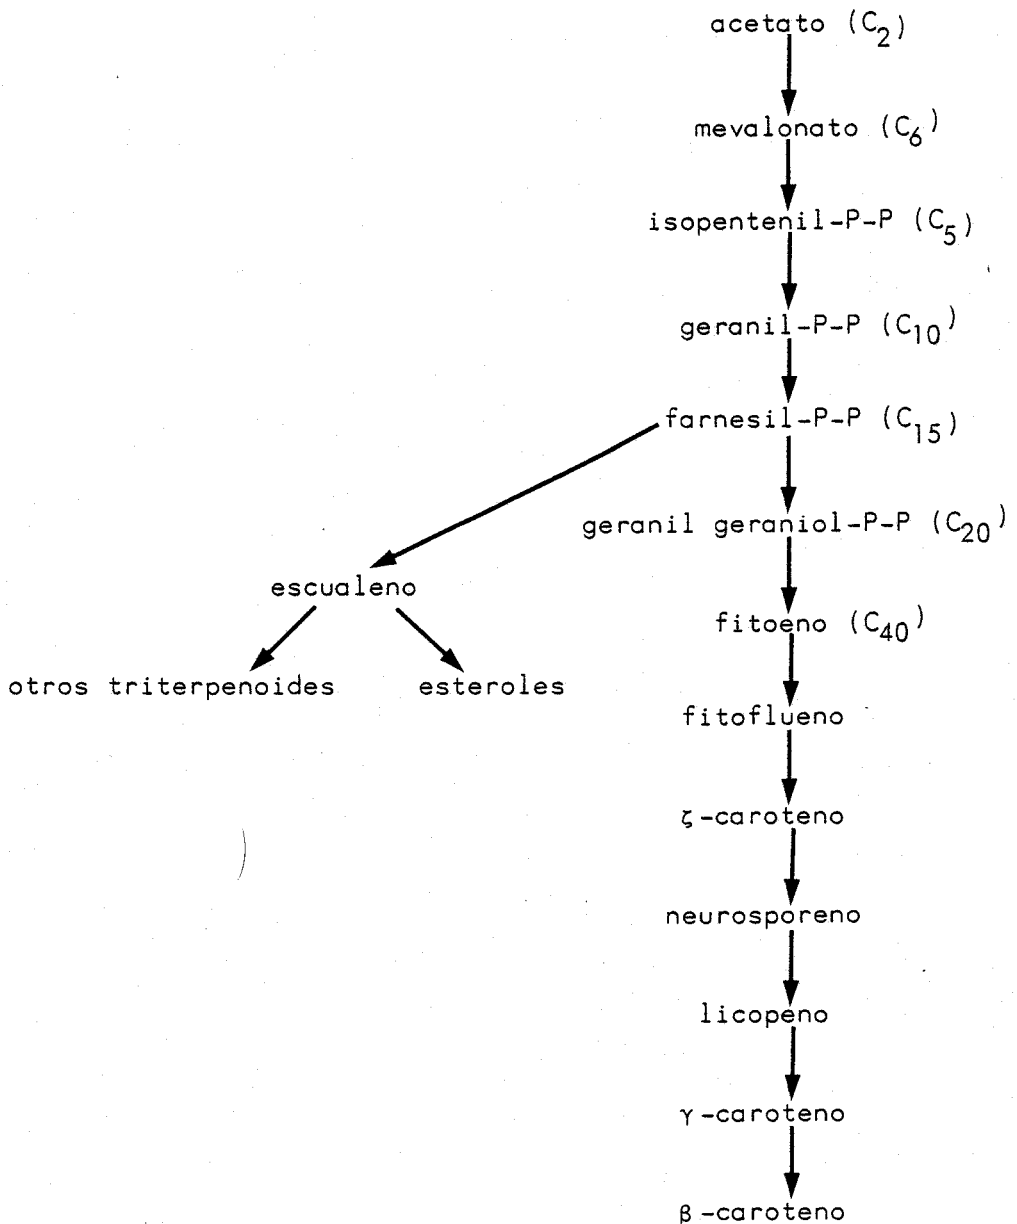 acetato (C2)
mevalonato (C6)
isopentenil-P-P (C5)
geranil-P-P (C10)
farnesil-P-P (C15)
geranil geraniol-P-P (C20)
escualeno
fitoeno (C40)
otros triterpenoides
esteroles
fitoflueno
ζ-caroteno
neurosporeno
licopeno
γ-caroteno
β-caroteno